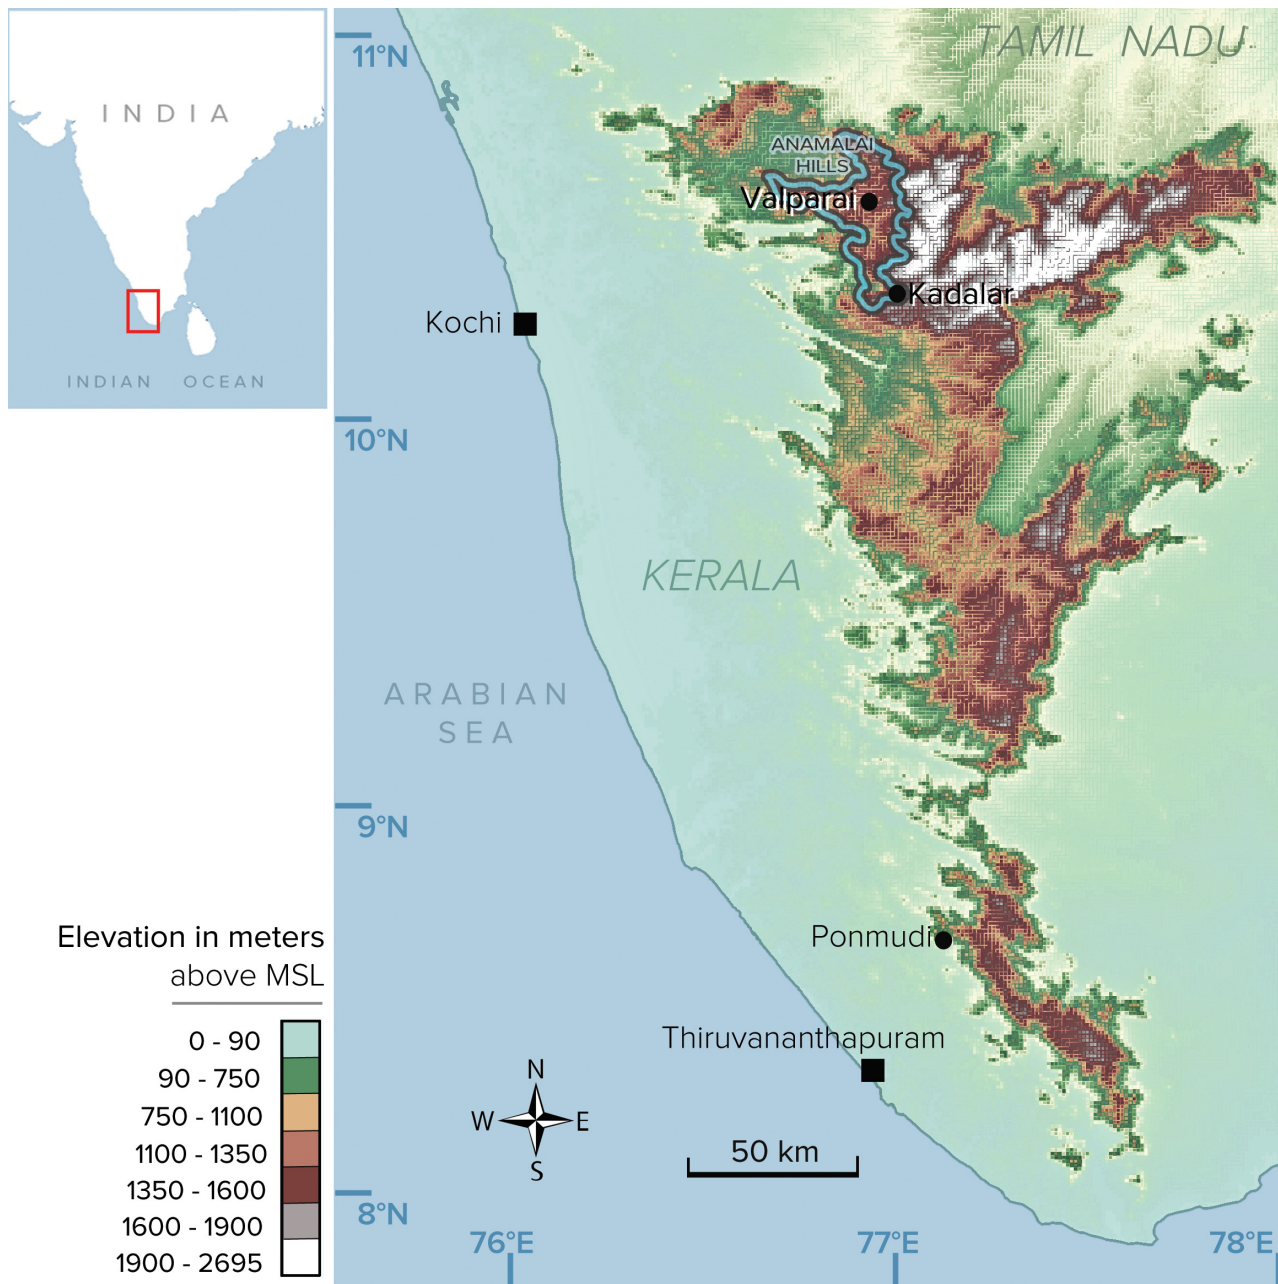 INDIA
INDIAN OCEAN
TAMIL NADU
11°N
ANAMALAI
HILLS
Valparai
Kadalar
Kochi
10°N
KERALA
ARABIAN
SEA
9°N
Ponmudi
Thiruvananthapuram
Elevation in meters
above MSL
0 - 90
90 - 750
750 - 1100
1100 - 1350
1350 - 1600
1600 - 1900
1900 - 2695
N
W E
S
50 km
8°N
76°E
77°E
78°E